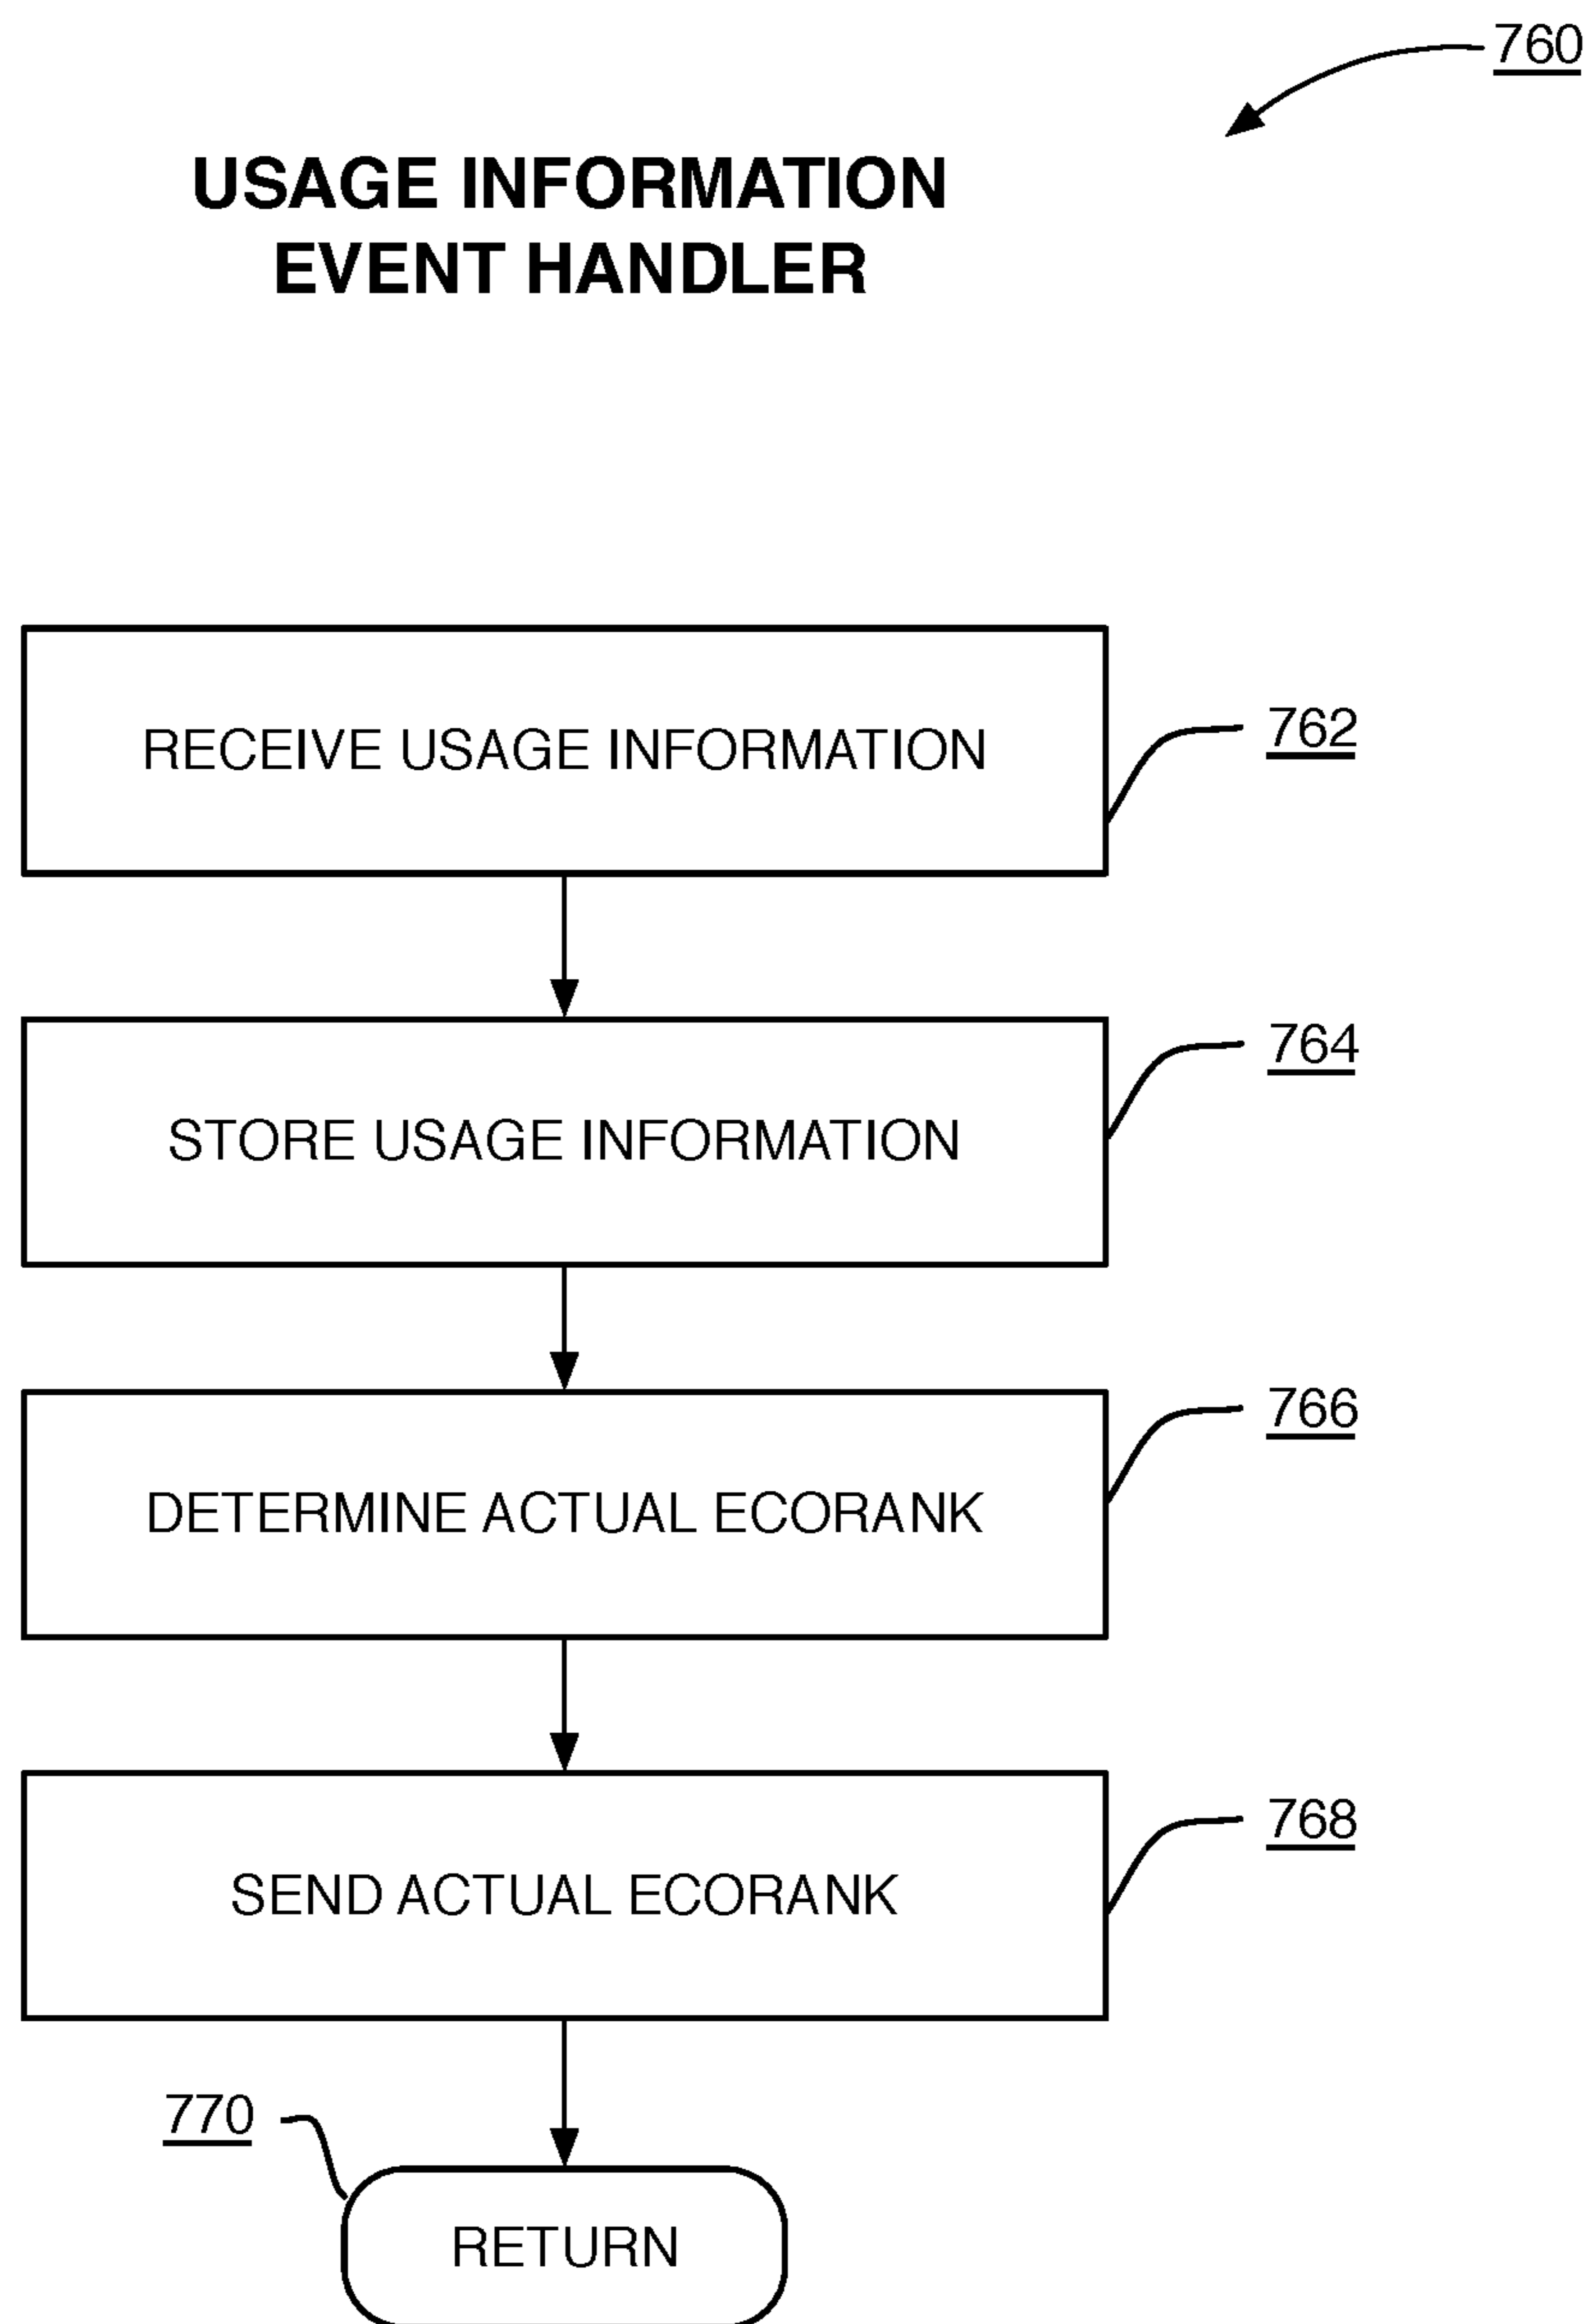 760
USAGE INFORMATION
EVENT HANDLER
RECEIVE USAGE INFORMATION
762
STORE USAGE INFORMATION
764
DETERMINE ACTUAL ECORANK
766
SEND ACTUAL ECORANK
768
770
RETURN